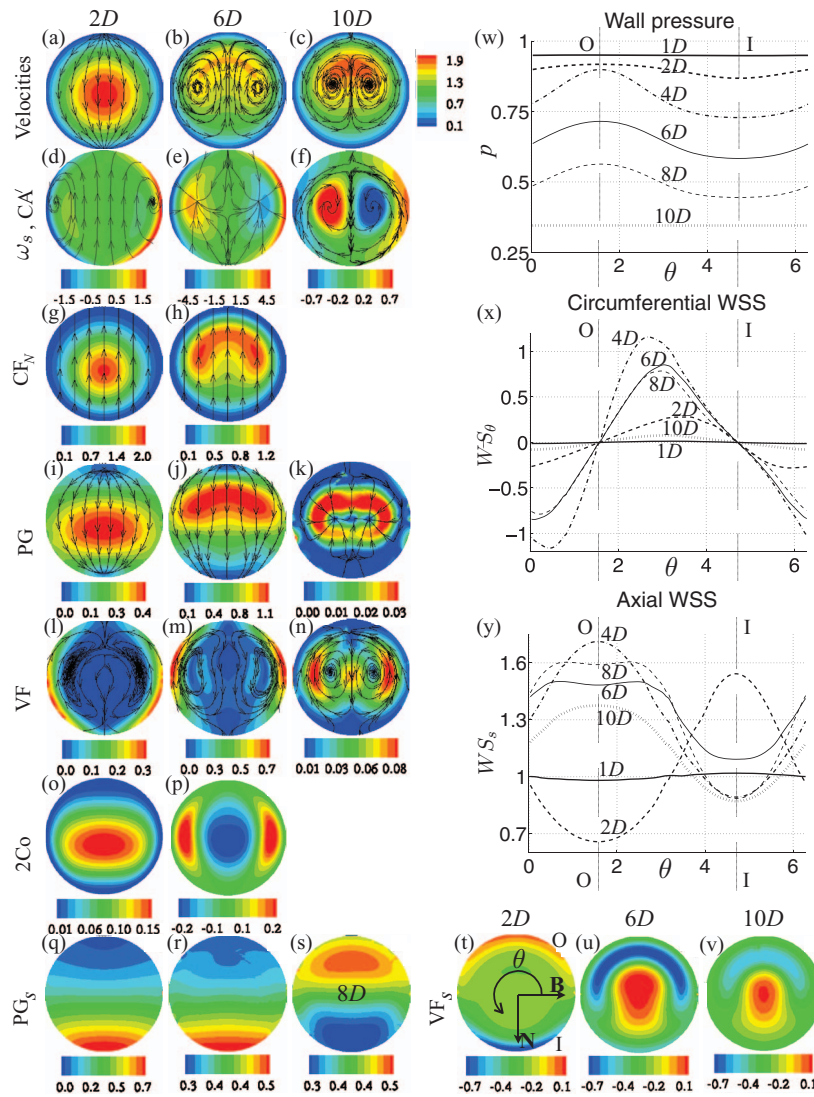 2D 6D 10D
(a) (b) (c)
Velocities
1.9
1.3
0.7
0.1
(d) (e) (f)
ωs , CA′
-1.5 -0.5 0.5 1.5
-4.5 -1.5 1.5 4.5
-0.7 -0.2 0.2 0.7
(g) (h)
CFN
0.1 0.7 1.4 2.0
0.1 0.5 0.8 1.2
(i) (j) (k)
PG
0.0 0.1 0.3 0.4
0.1 0.4 0.8 1.1
0.00 0.01 0.02 0.03
(l) (m) (n)
VF
0.0 0.1 0.2 0.3
0.0 0.3 0.5 0.7
0.01 0.03 0.06 0.08
(o) (p)
2Co
0.01 0.06 0.10 0.15
-0.2 -0.1 0.1 0.2
(q) (r) (s)
PGs
8D
0.0 0.2 0.5 0.7
0.3 0.4 0.4 0.5
0.3 0.4 0.4 0.5
(w) Wall pressure
O I
1D
2D
4D
6D
8D
10D
p
1
0.75
0.5
0.25
0 2 4 6
θ
(x) Circumferential WSS
O I
4D
6D
8D
2D
10D
1D
WSθ
1
0.5
0
−0.5
−1
0 2 4 6
θ
(y) Axial WSS
O I
4D
8D
6D
10D
1D
2D
WSs
1.6
1.3
1
0.7
0 2 4 6
θ
O I
2D 6D 10D
(t) (u) (v)
VFs
O
θ
B
N
I
-0.7 -0.4 -0.2 0.1
-0.7 -0.4 -0.2 0.1
-0.7 -0.4 -0.2 0.1